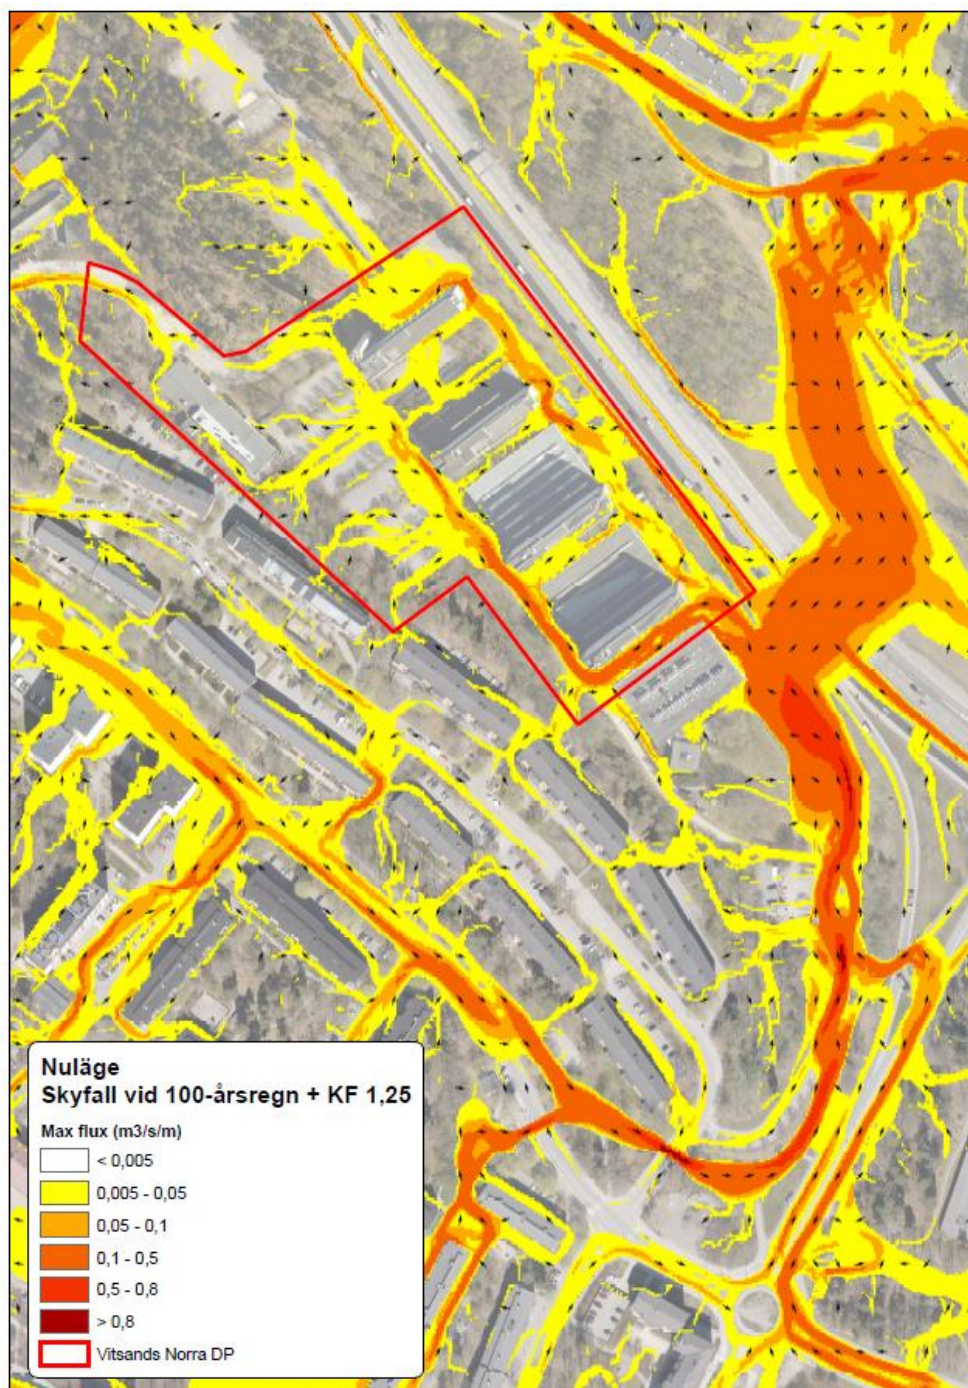 Nuläge
Skyfall vid 100-årsregn + KF 1,25
Max flux (m3/s/m)
< 0,005
0,005 - 0,05
0,05 - 0,1
0,1 - 0,5
0,5 - 0,8
> 0,8
Vitsands Norra DP